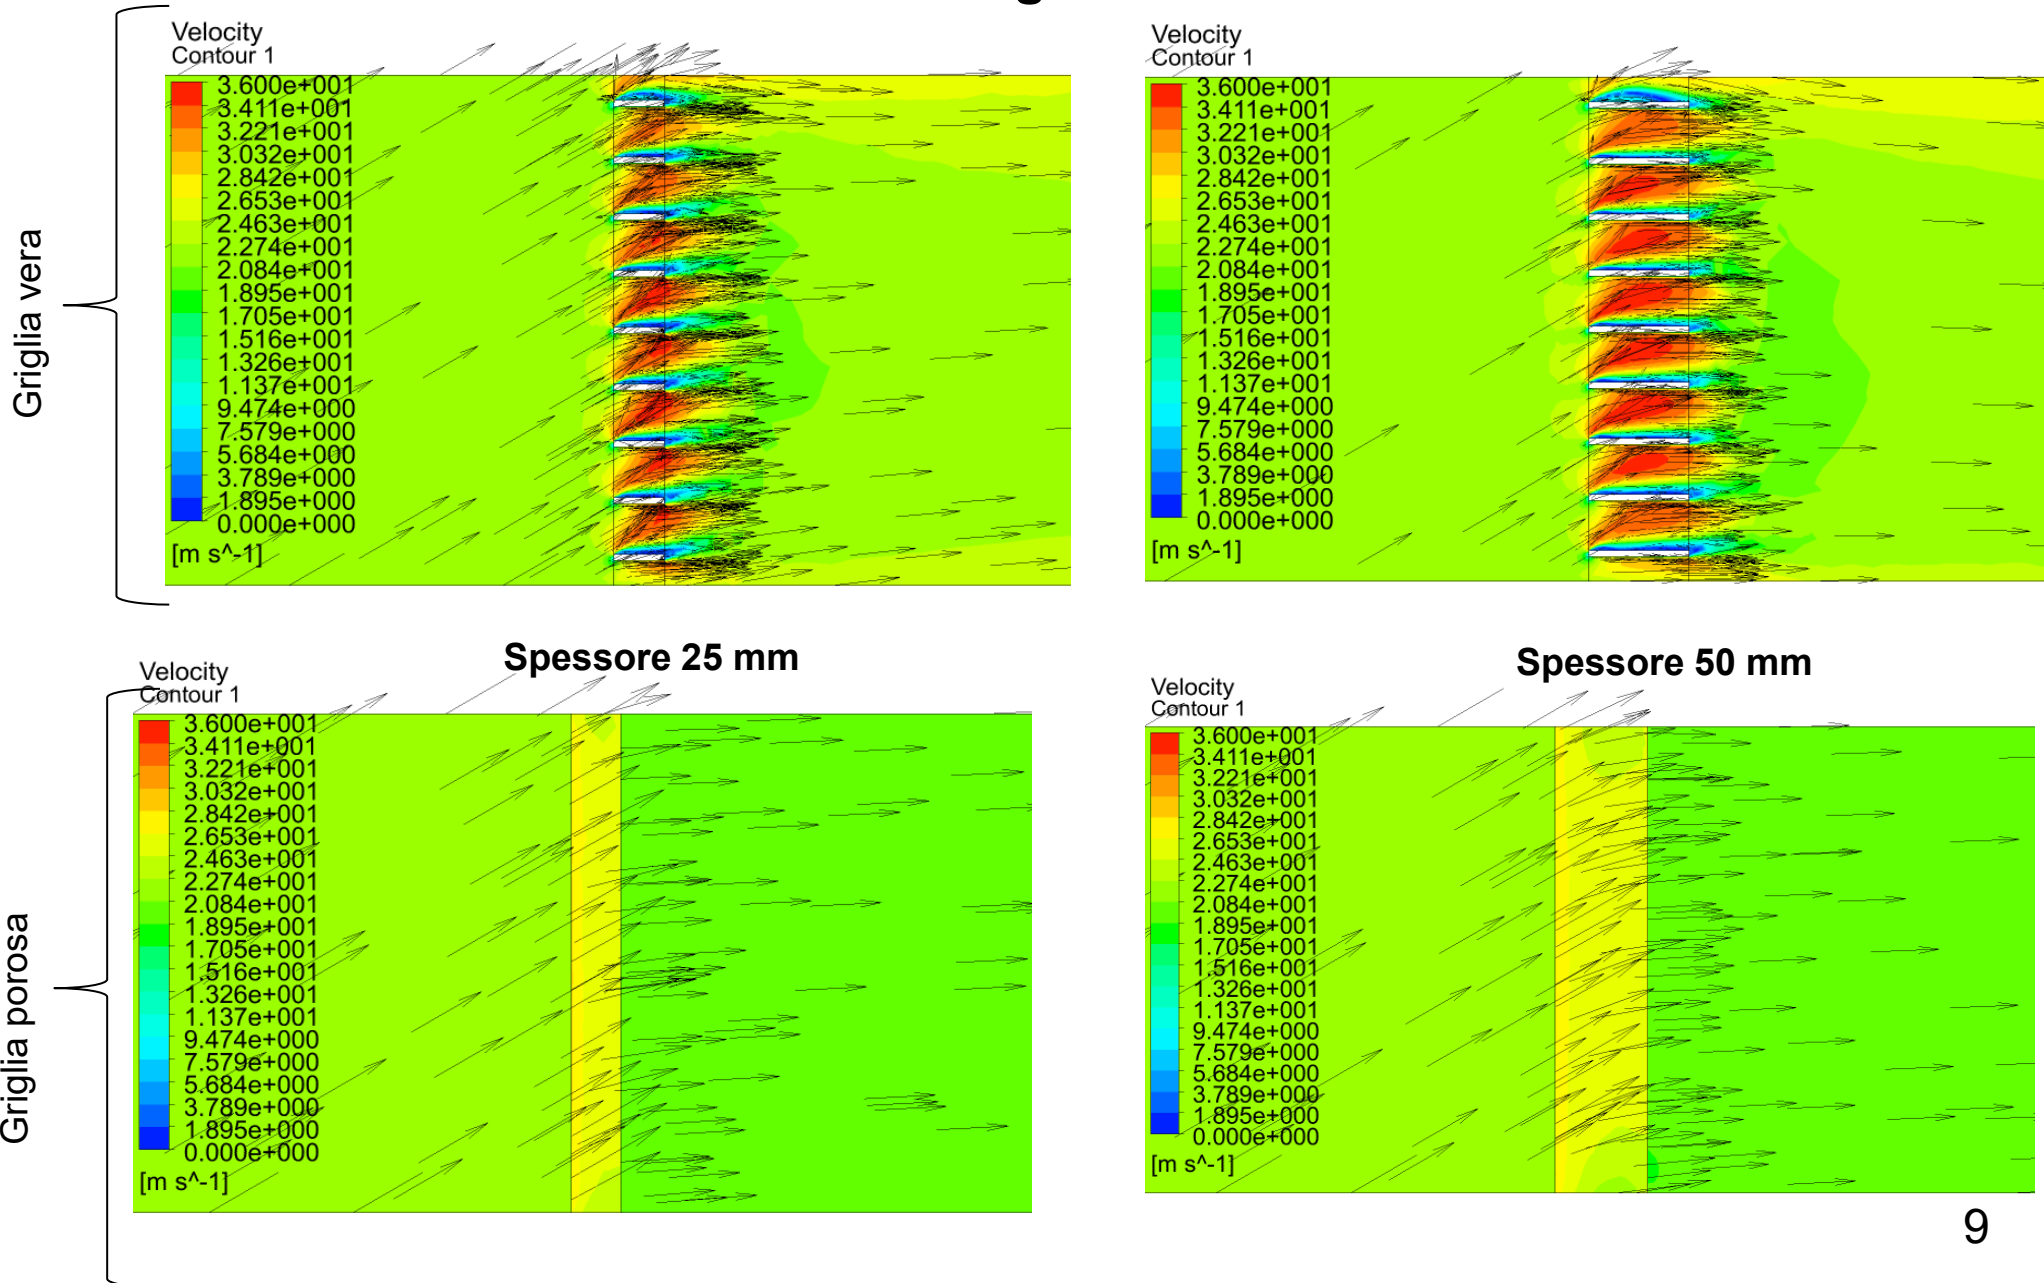 g
Griglia vera
Velocity
Contour 1
3.600e+001
3.411e+001
3.221e+001
3.032e+001
2.842e+001
2.653e+001
2.463e+001
2.274e+001
2.084e+001
1.895e+001
1.705e+001
1.516e+001
1.326e+001
1.137e+001
9.474e+000
7.579e+000
5.684e+000
3.789e+000
1.895e+000
0.000e+000
[m s^-1]
Velocity
Contour 1
3.600e+001
3.411e+001
3.221e+001
3.032e+001
2.842e+001
2.653e+001
2.463e+001
2.274e+001
2.084e+001
1.895e+001
1.705e+001
1.516e+001
1.326e+001
1.137e+001
9.474e+000
7.579e+000
5.684e+000
3.789e+000
1.895e+000
0.000e+000
[m s^-1]
Spessore 25 mm
Spessore 50 mm
Griglia porosa
Velocity
Contour 1
3.600e+001
3.411e+001
3.221e+001
3.032e+001
2.842e+001
2.653e+001
2.463e+001
2.274e+001
2.084e+001
1.895e+001
1.705e+001
1.516e+001
1.326e+001
1.137e+001
9.474e+000
7.579e+000
5.684e+000
3.789e+000
1.895e+000
0.000e+000
[m s^-1]
Velocity
Contour 1
3.600e+001
3.411e+001
3.221e+001
3.032e+001
2.842e+001
2.653e+001
2.463e+001
2.274e+001
2.084e+001
1.895e+001
1.705e+001
1.516e+001
1.326e+001
1.137e+001
9.474e+000
7.579e+000
5.684e+000
3.789e+000
1.895e+000
0.000e+000
[m s^-1]
9